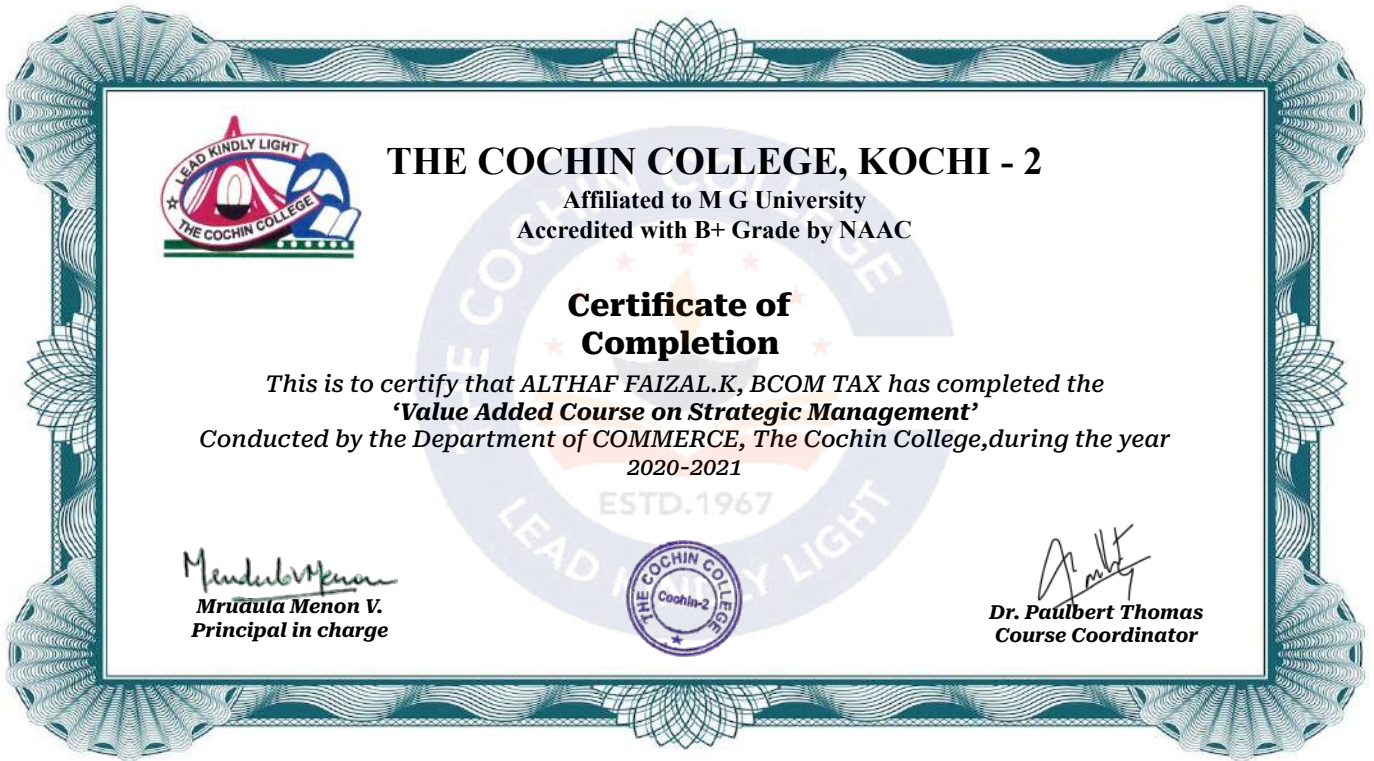 LEAD KINDLY LIGHT
THE COCHIN COLLEGE
THE COCHIN COLLEGE, KOCHI - 2
Affiliated to M G University
Accredited with B+ Grade by NAAC
THE COCHIN COLLEGE
Certificate of
Completion
This is to certify that ALTHAF FAIZAL.K, BCOM TAX has completed the
‘Value Added Course on Strategic Management’
Conducted by the Department of COMMERCE, The Cochin College,during the year
2020-2021
ESTD.1967
LEAD KINDLY LIGHT
THE COCHIN COLLEGE
Cochin-2
Mrudula Menon V.
Principal in charge
Dr. Paulbert Thomas
Course Coordinator